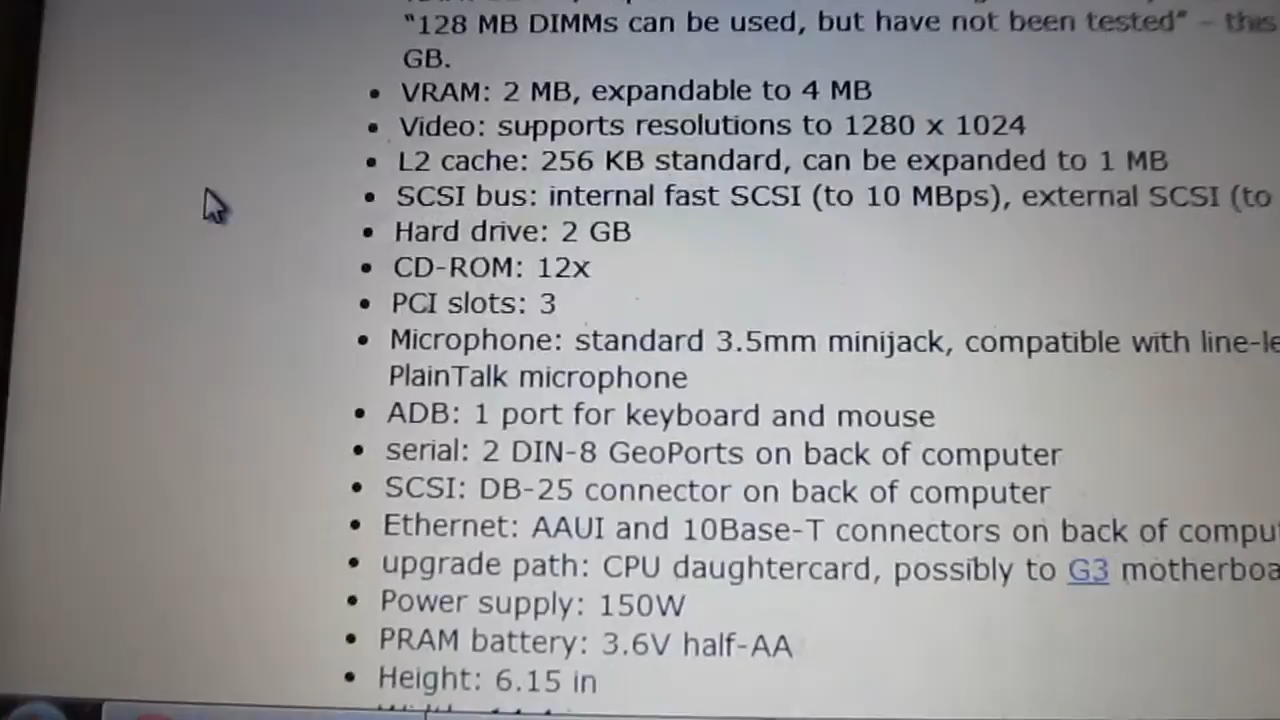 "128 MB DIMMs can be used, but have not been tested" – this
GB.
• VRAM: 2 MB, expandable to 4 MB
• Video: supports resolutions to 1280 x 1024
• L2 cache: 256 KB standard, can be expanded to 1 MB
• SCSI bus: internal fast SCSI (to 10 MBps), external SCSI (to
• Hard drive: 2 GB
• CD-ROM: 12x
• PCI slots: 3
• Microphone: standard 3.5mm minijack, compatible with line-le
PlainTalk microphone
• ADB: 1 port for keyboard and mouse
• serial: 2 DIN-8 GeoPorts on back of computer
• SCSI: DB-25 connector on back of computer
• Ethernet: AAUI and 10Base-T connectors on back of compu
• upgrade path: CPU daughtercard, possibly to G3 motherboa
• Power supply: 150W
• PRAM battery: 3.6V half-AA
• Height: 6.15 in